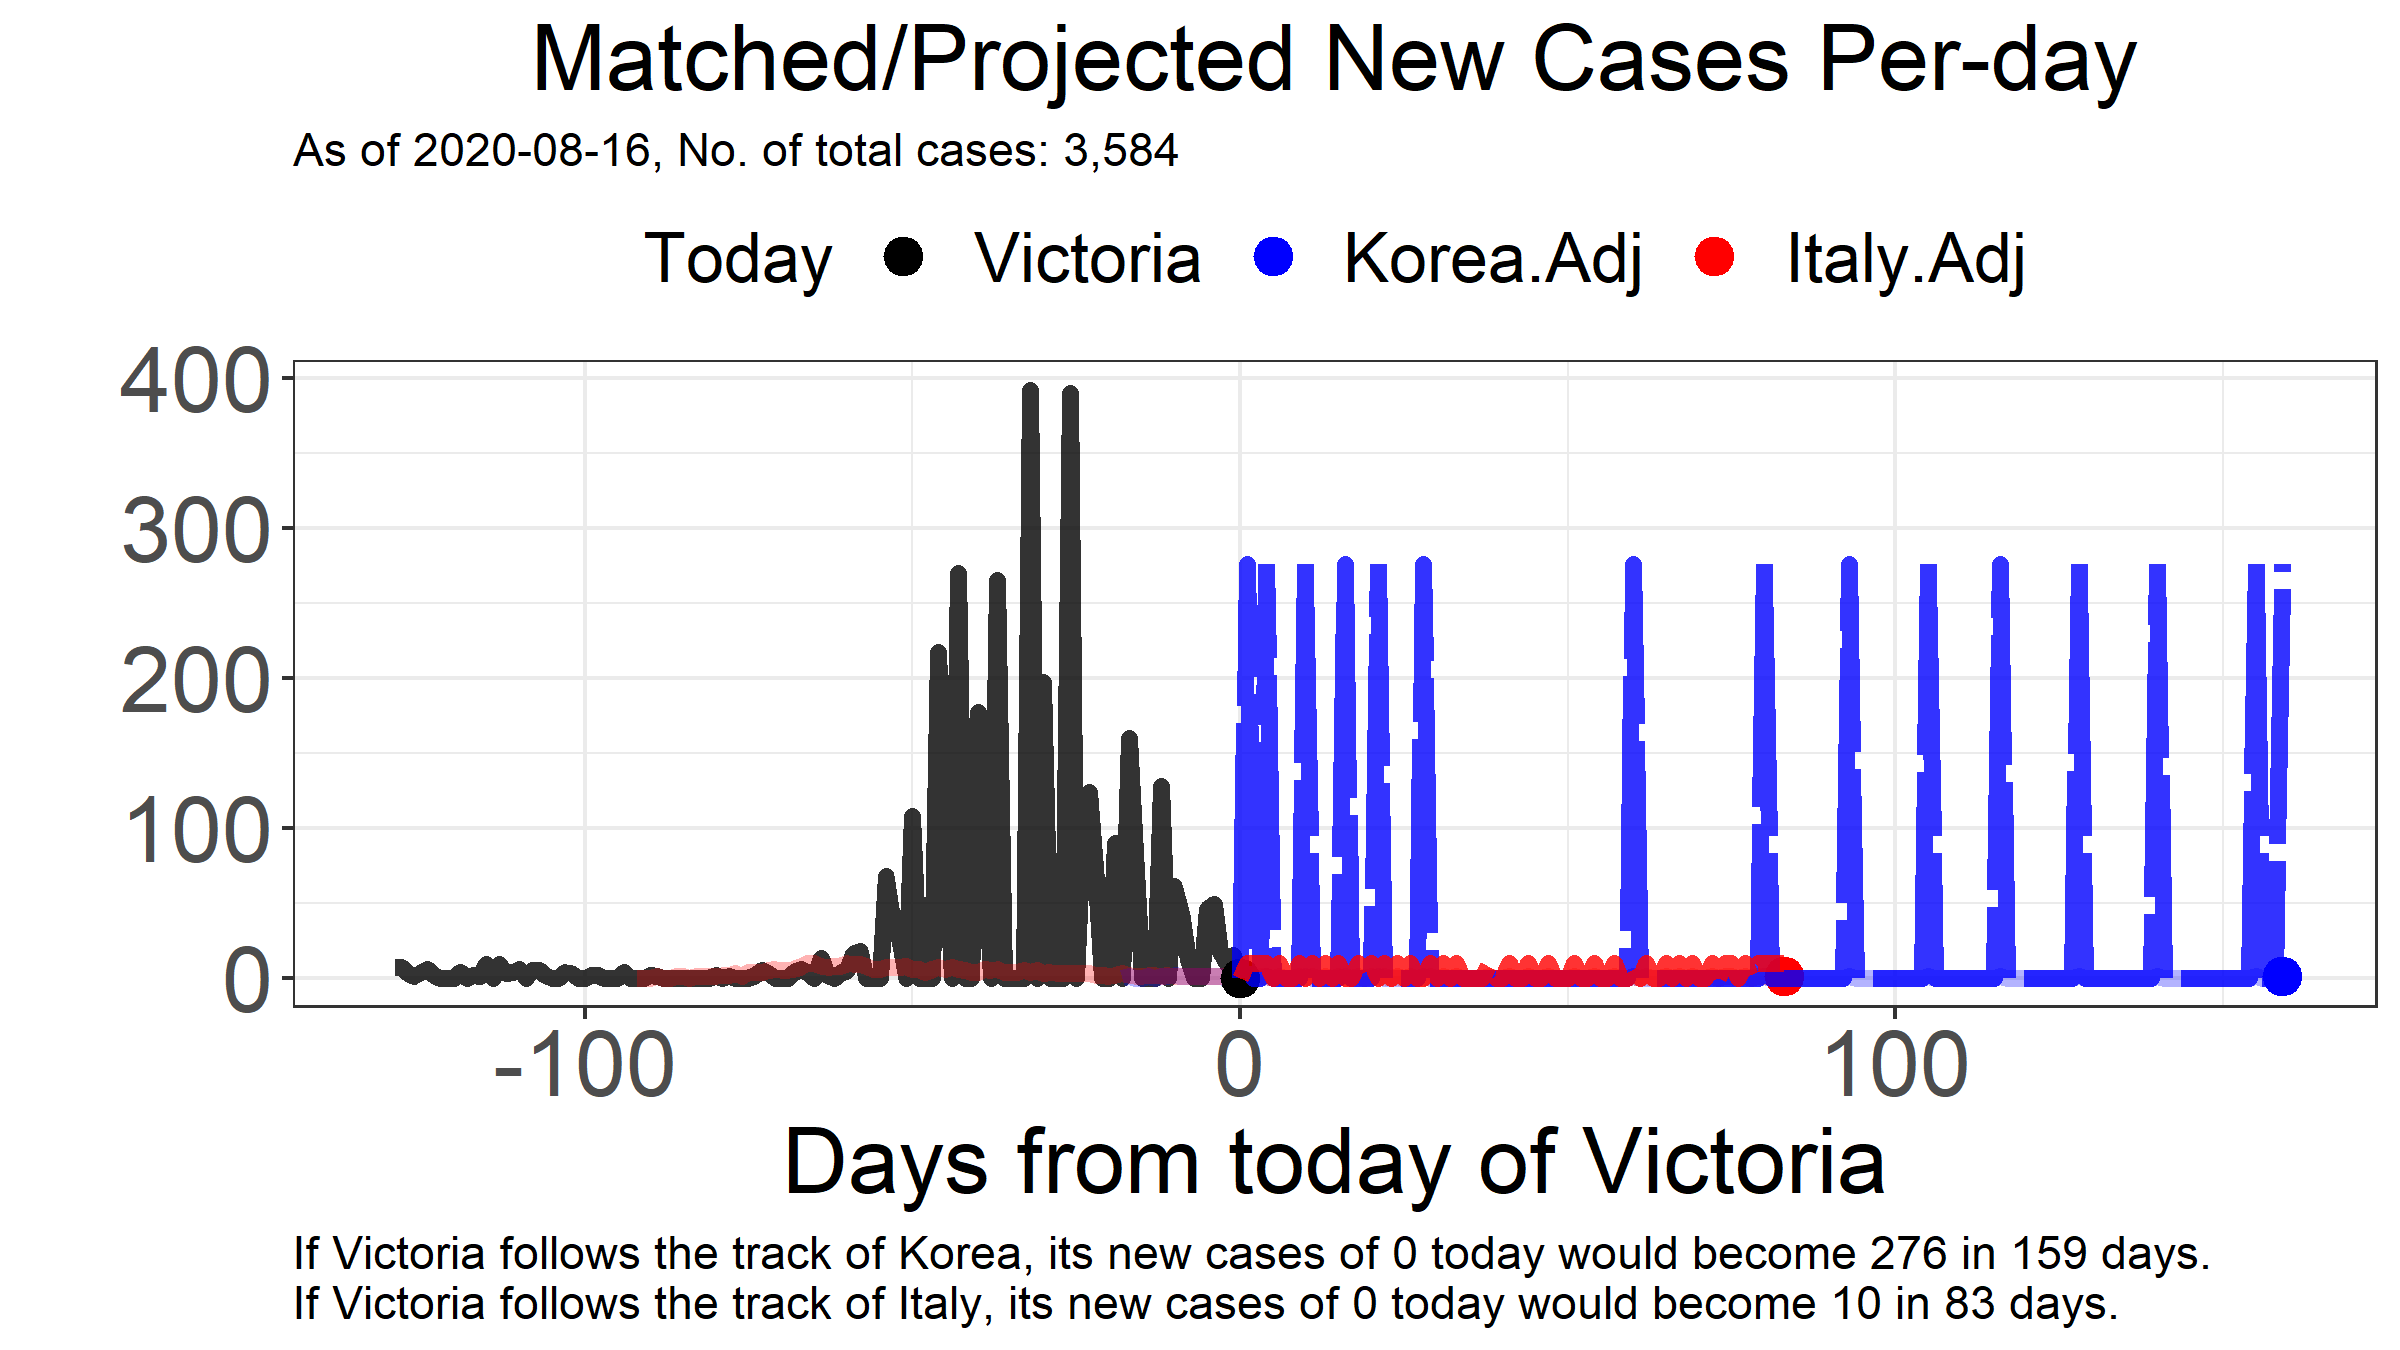 Matched/Projected New Cases Per-day
As of 2020-08-16, No. of total cases: 3,584
Today Victoria Korea.Adj Italy.Adj
400
300
200
100
0
-100 0 100
Days from today of Victoria
If Victoria follows the track of Korea, its new cases of 0 today would become 276 in 159 days.
If Victoria follows the track of Italy, its new cases of 0 today would become 10 in 83 days.